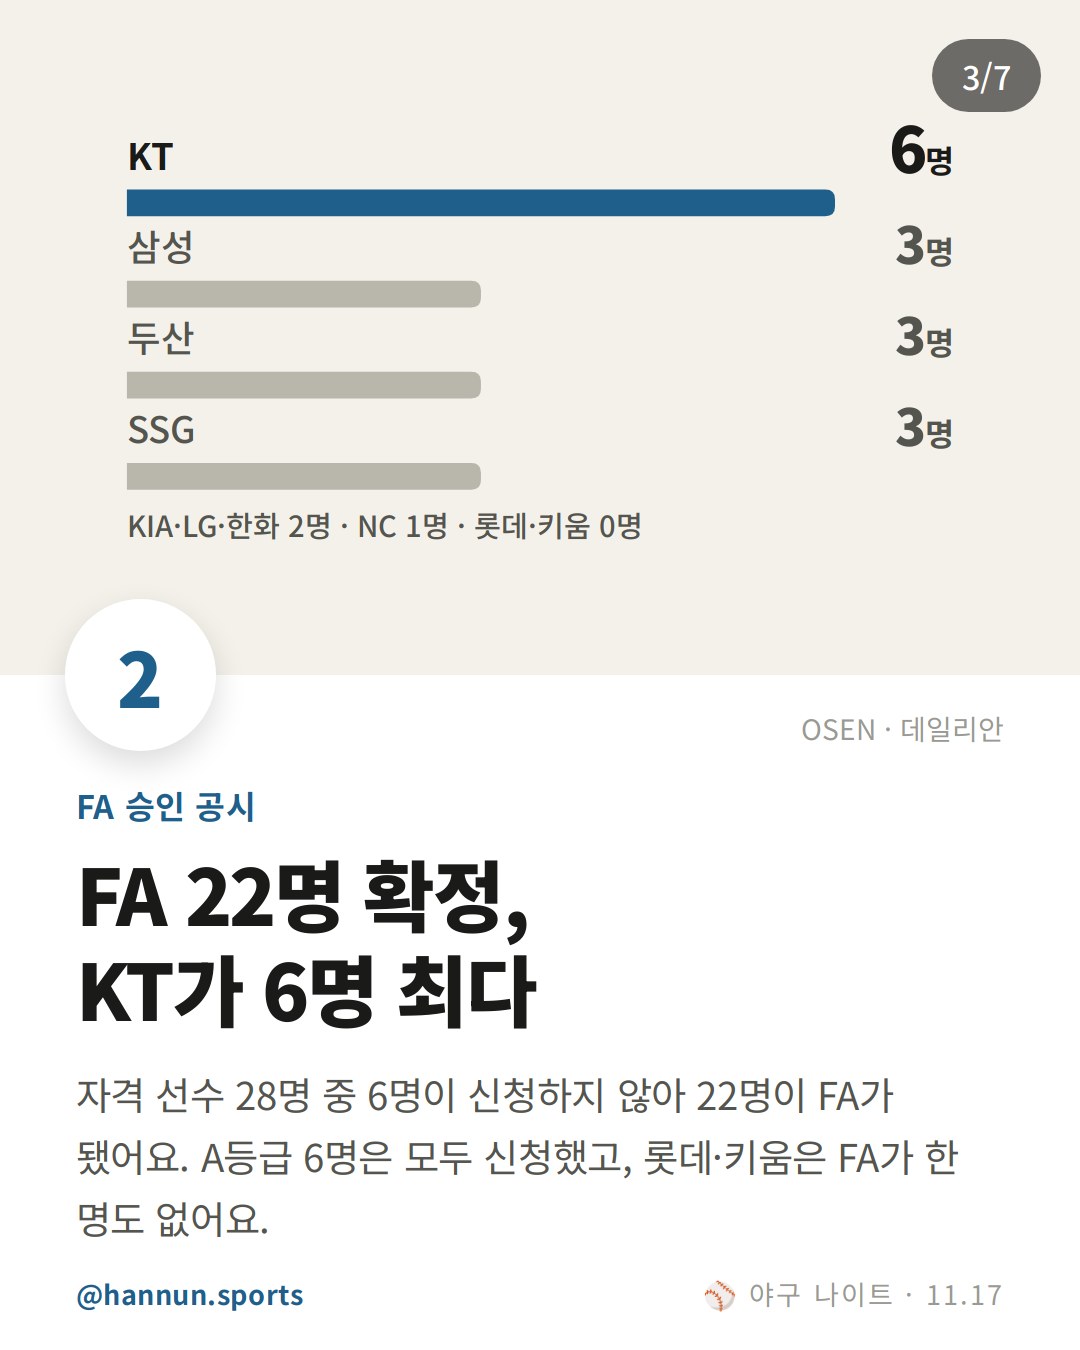 3/7
KT 6명
삼성 3명
두산 3명
SSG 3명
KIA·LG·한화 2명 · NC 1명 · 롯데·키움 0명
2
OSEN · 데일리안
FA 승인 공시
FA 22명 확정,
KT가 6명 최다
자격 선수 28명 중 6명이 신청하지 않아 22명이 FA가
됐어요. A등급 6명은 모두 신청했고, 롯데·키움은 FA가 한
명도 없어요.
@hannun.sports
⚾ 야구 나이트 · 11.17